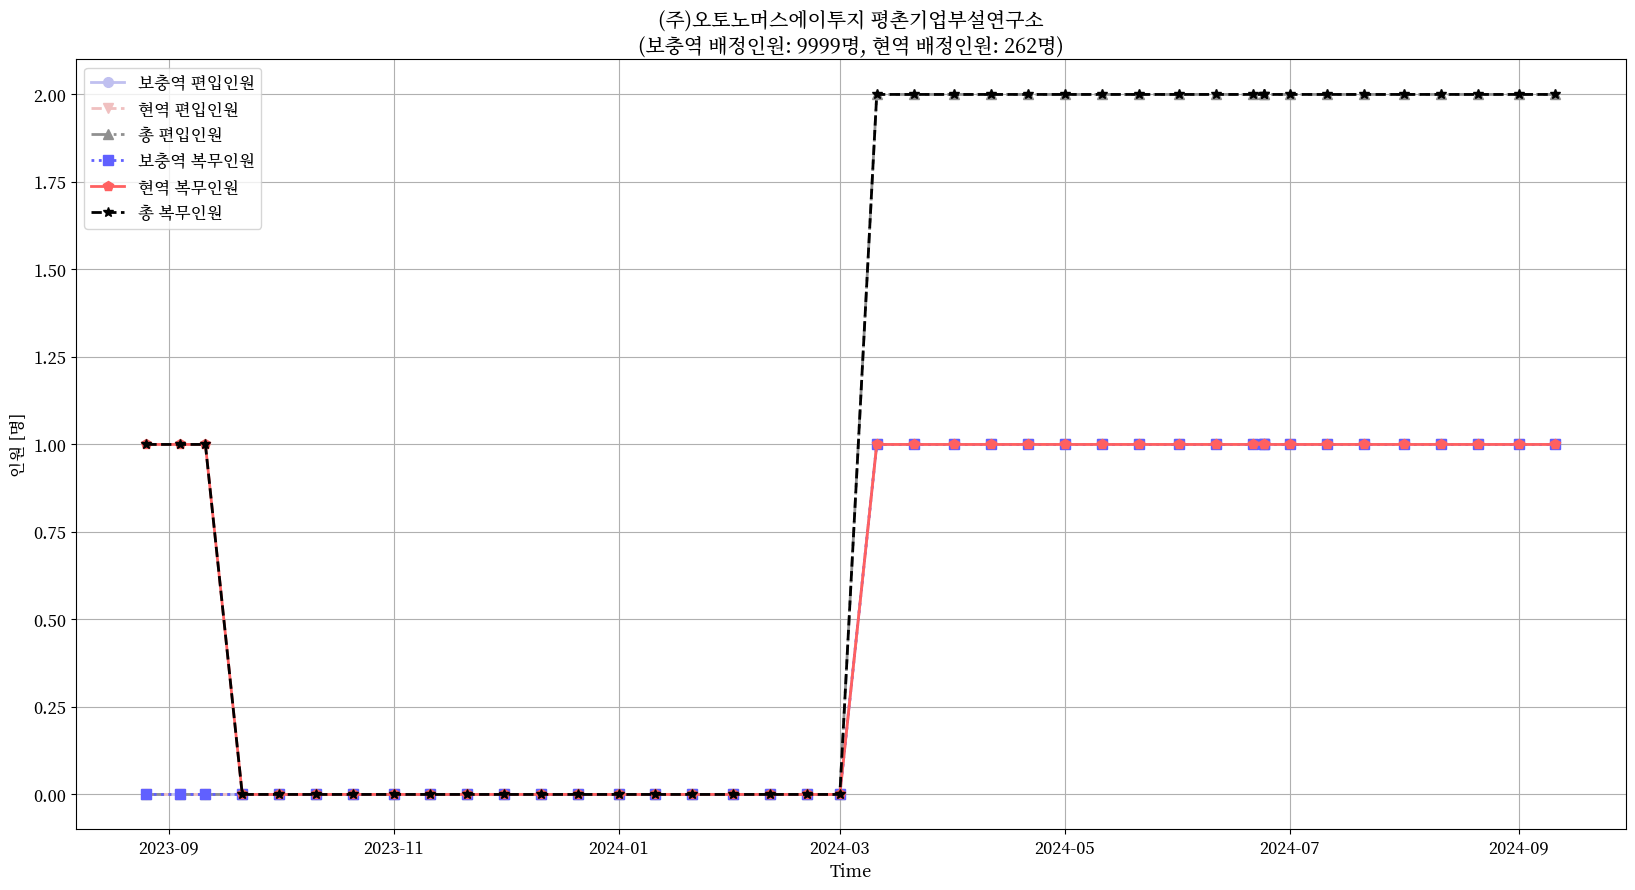 (주)오토노머스에이투지 평촌기업부설연구소
(보충역 배정인원: 9999명, 현역 배정인원: 262명)
보충역 편입인원
현역 편입인원
총 편입인원
보충역 복무인원
현역 복무인원
총 복무인원
2.00
1.75
1.50
1.25
1.00
0.75
0.50
0.25
0.00
인원 [명]
2023-09
2023-11
2024-01
2024-03
2024-05
2024-07
2024-09
Time